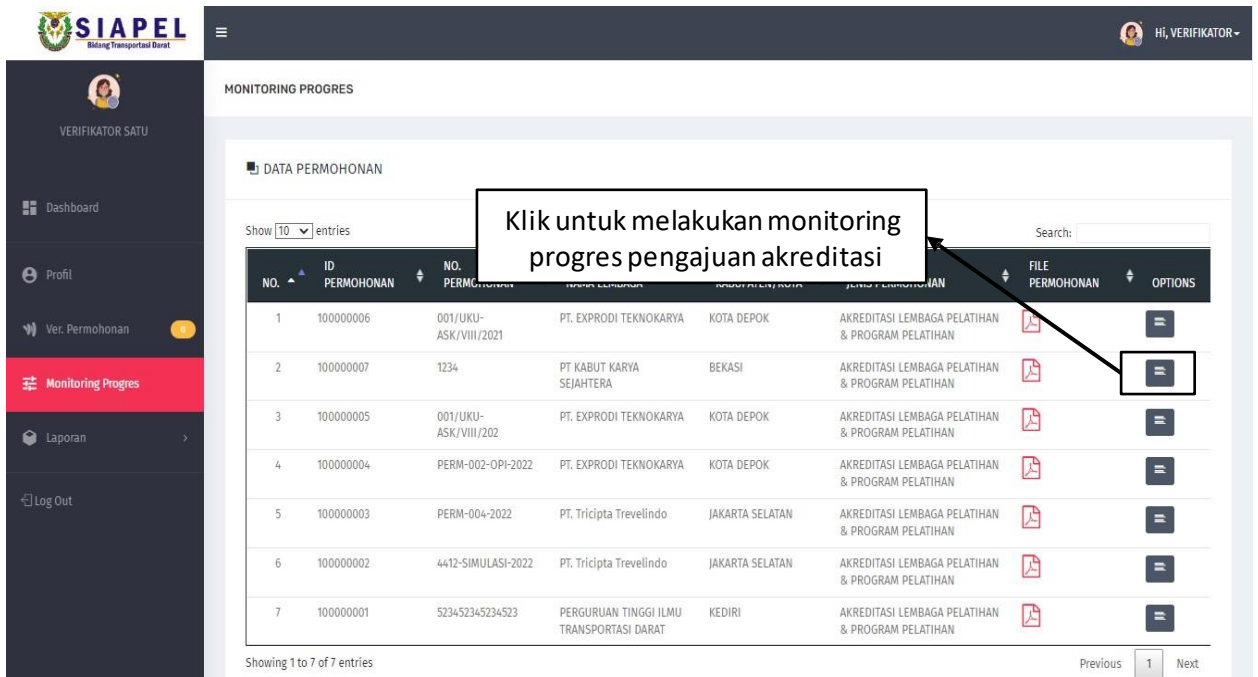 SIAPEL
Bidang Transportasi Darat
Hi, VERIFIKATOR
VERIFIKATOR SATU
Dashboard
Profil
Ver. Permohonan 0
Monitoring Progres
Laporan
Log Out
MONITORING PROGRES
DATA PERMOHONAN
Klik untuk melakukan monitoring
progres pengajuan akreditasi
Show 10 entries
Search:
NO. ID PERMOHONAN NO. PERMOHONAN NAMA LEMBAGA KABUPATEN/KOTA JENIS PERMOHONAN FILE PERMOHONAN OPTIONS
1 100000006 001/UKU- PT. EXPRODI TEKNOKARYA KOTA DEPOK AKREDITASI LEMBAGA PELATIHAN
ASK/VIII/2021 & PROGRAM PELATIHAN
2 100000007 1234 PT KABUT KARYA BEKASI AKREDITASI LEMBAGA PELATIHAN
SEJAHTERA & PROGRAM PELATIHAN
3 100000005 001/UKU- PT. EXPRODI TEKNOKARYA KOTA DEPOK AKREDITASI LEMBAGA PELATIHAN
ASK/VIII/202 & PROGRAM PELATIHAN
4 100000004 PERM-002-OPI-2022 PT. EXPRODI TEKNOKARYA KOTA DEPOK AKREDITASI LEMBAGA PELATIHAN
& PROGRAM PELATIHAN
5 100000003 PERM-004-2022 PT. Tricipta Trevelindo JAKARTA SELATAN AKREDITASI LEMBAGA PELATIHAN
& PROGRAM PELATIHAN
6 100000002 4412-SIMULASI-2022 PT. Tricipta Trevelindo JAKARTA SELATAN AKREDITASI LEMBAGA PELATIHAN
& PROGRAM PELATIHAN
7 100000001 523452345234523 PERGURUAN TINGGI ILMU KEDIRI AKREDITASI LEMBAGA PELATIHAN
TRANSPORTASI DARAT & PROGRAM PELATIHAN
Showing 1 to 7 of 7 entries
Previous 1 Next